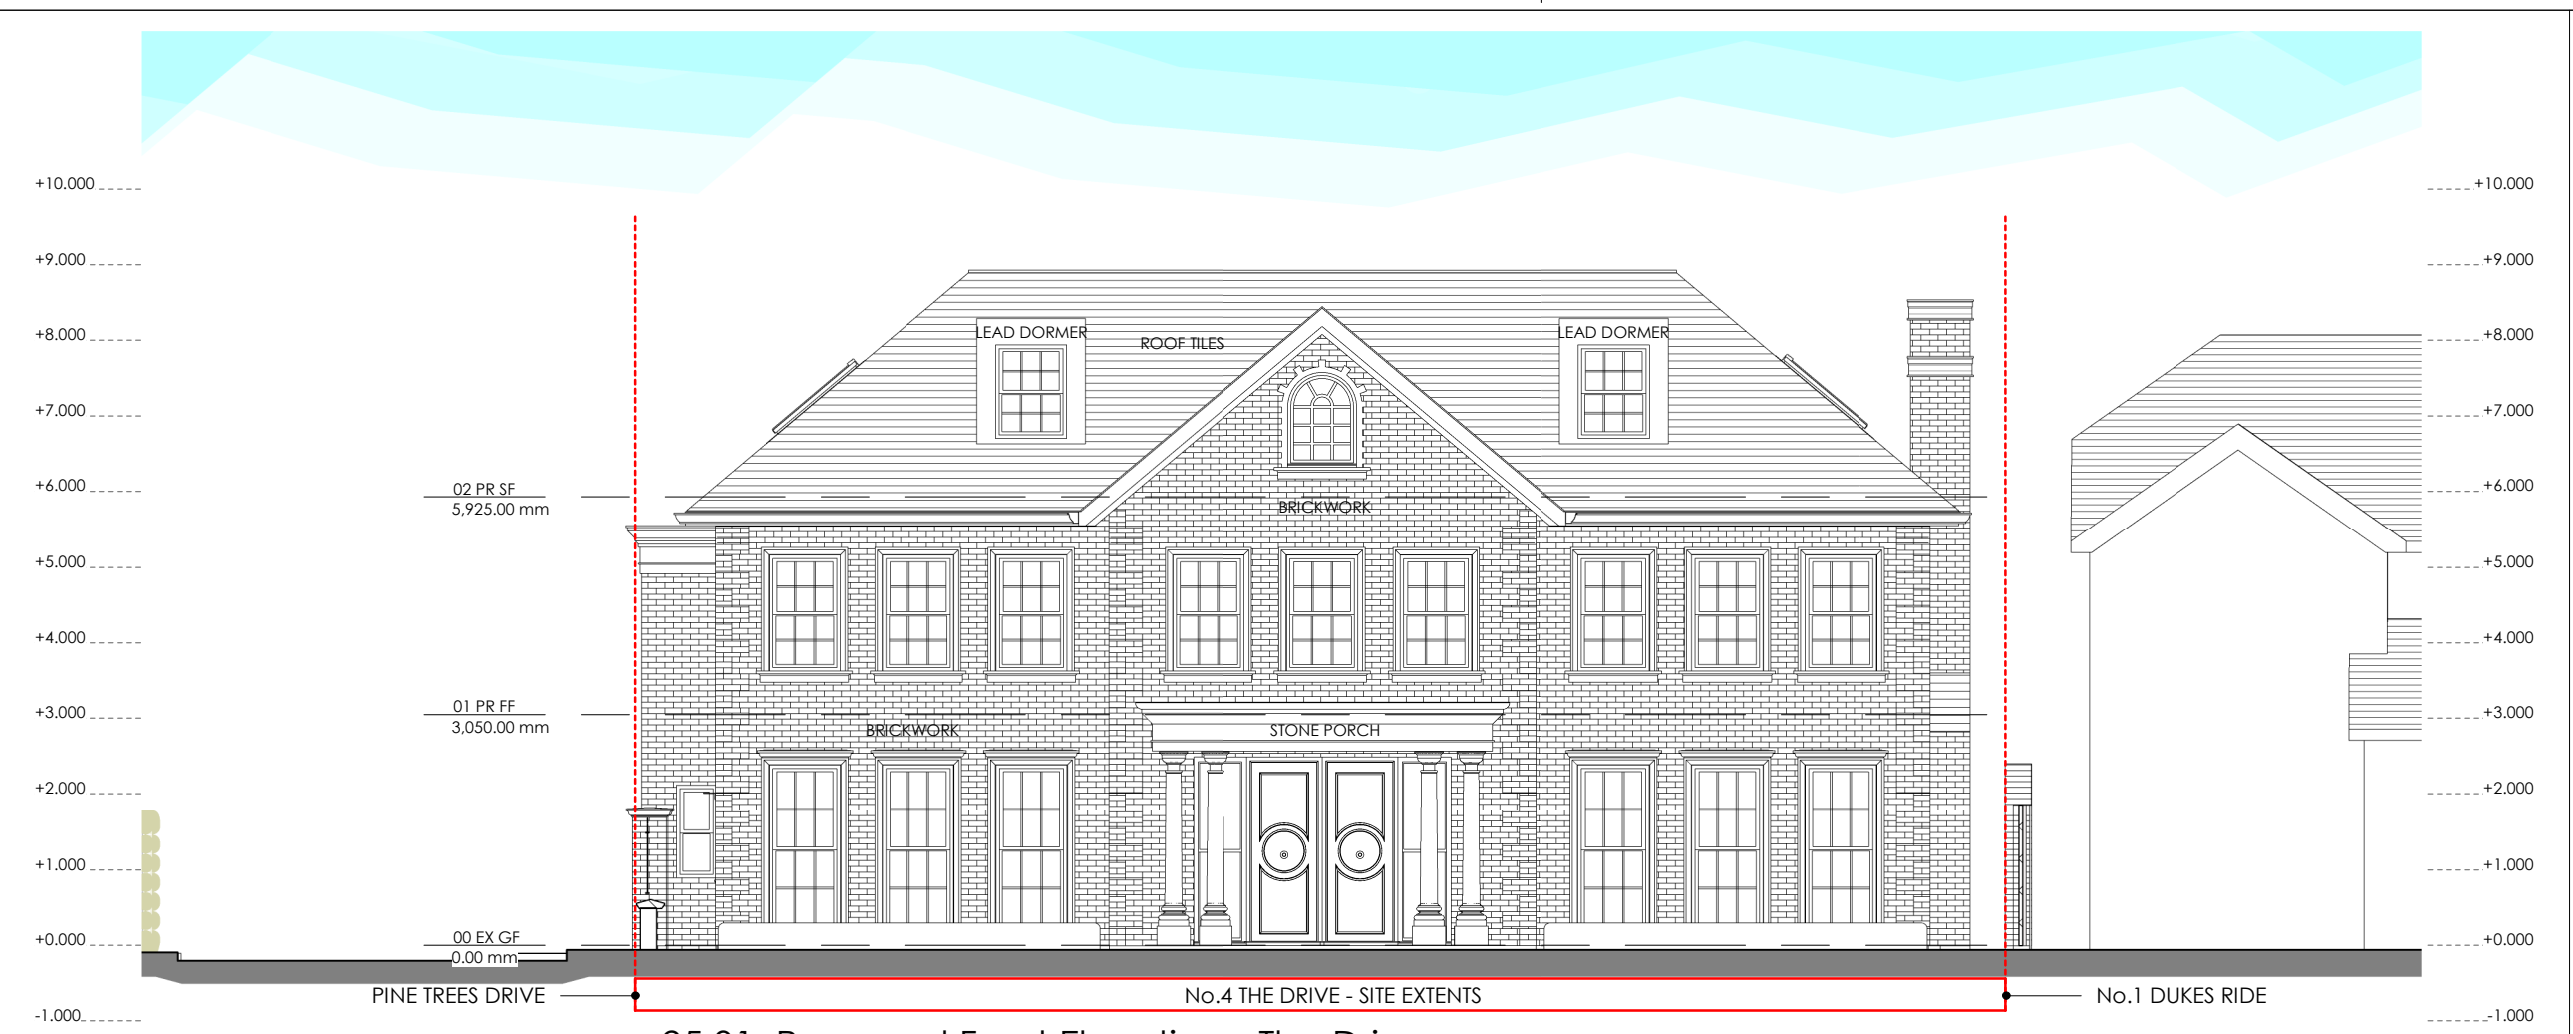 +10.000
+10.000
+9.000
+9.000
LEAD DORMER
LEAD DORMER
+8.000
+8.000
ROOF TILES
+7.000
+7.000
+6.000
02 PR SF
+6.000
5,925.00 mm
BRICKWORK
+5.000
+5.000
+4.000
+4.000
+3.000
01 PR FF
+3.000
3,050.00 mm
BRICKWORK
STONE PORCH
+2.000
+2.000
+1.000
+1.000
+0.000
00 EX GF
+0.000
0.00 mm
PINE TREES DRIVE
No.4 THE DRIVE - SITE EXTENTS
No.1 DUKES RIDE
-1.000
-1.000